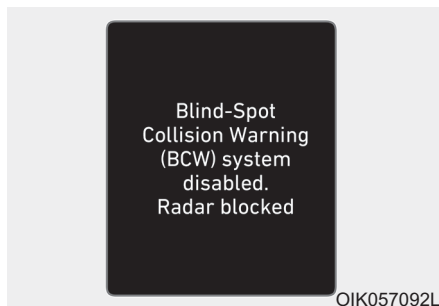 Blind-Spot
Collision Warning
(BCW) system
disabled.
Radar blocked
OIK057092L